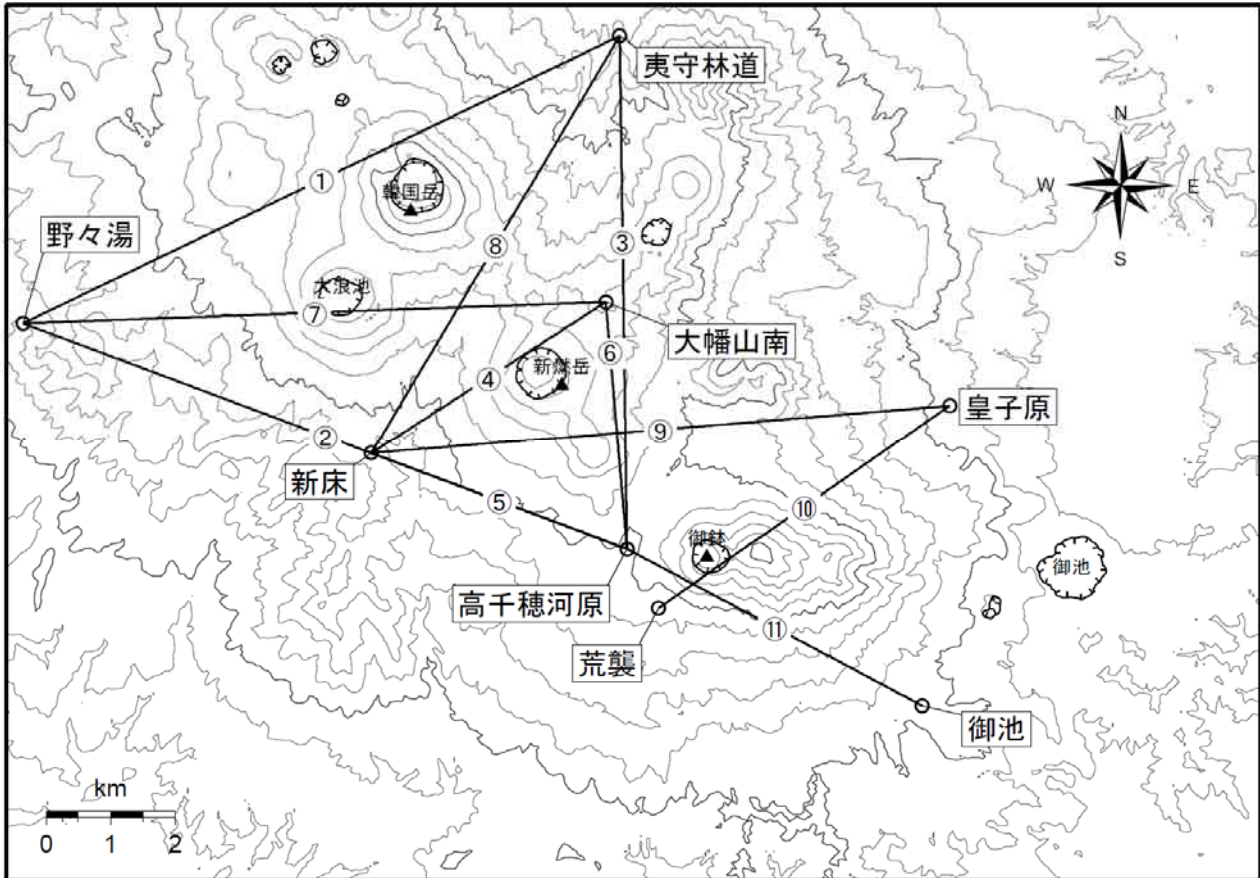 夷守林道
N
W
E
S
①
韓国岳
野々湯
⑧
③
大浪池
⑦
大幡山南
⑥
新燃岳
④
皇子原
⑨
②
新床
⑤
⑩
御鉢
御池
高千穂河原
⑪
荒襲
御池
km
0 1 2